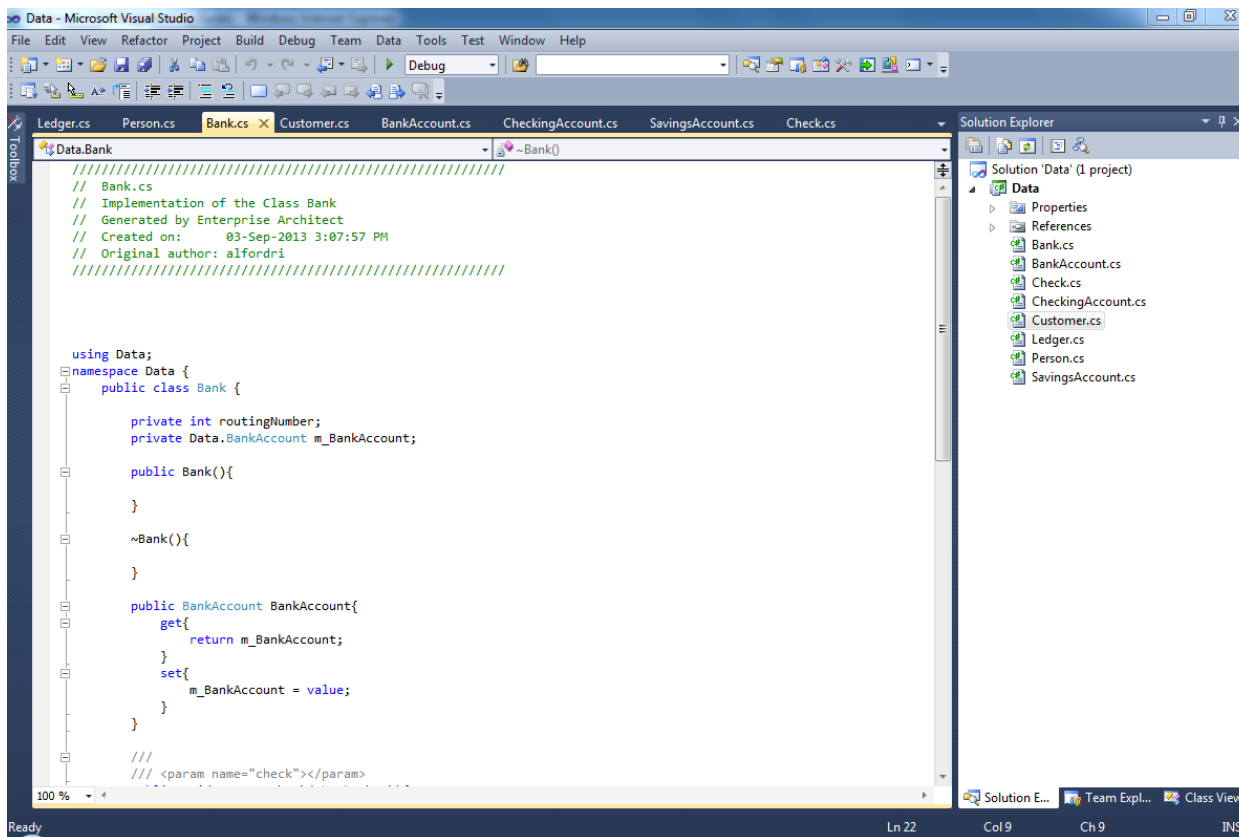 Data - Microsoft Visual Studio
File Edit View Refactor Project Build Debug Team Data Tools Test Window Help
Debug
Toolbox
Ledger.cs Person.cs Bank.cs Customer.cs BankAccount.cs CheckingAccount.cs SavingsAccount.cs Check.cs
Data.Bank ~Bank()
///////////////////////////////////////////////////////////
// Bank.cs
// Implementation of the Class Bank
// Generated by Enterprise Architect
// Created on: 03-Sep-2013 3:07:57 PM
// Original author: alfordri
///////////////////////////////////////////////////////////
using Data;
namespace Data {
public class Bank {
private int routingNumber;
private Data.BankAccount m_BankAccount;
public Bank(){
}
~Bank(){
}
public BankAccount BankAccount{
get{
return m_BankAccount;
}
set{
m_BankAccount = value;
}
}
///
/// <param name="check"></param>
100 %
Solution Explorer
Solution 'Data' (1 project)
Data
Properties
References
Bank.cs
BankAccount.cs
Check.cs
CheckingAccount.cs
Customer.cs
Ledger.cs
Person.cs
SavingsAccount.cs
Solution E... Team Expl... Class View
Ready Ln 22 Col 9 Ch 9 INS